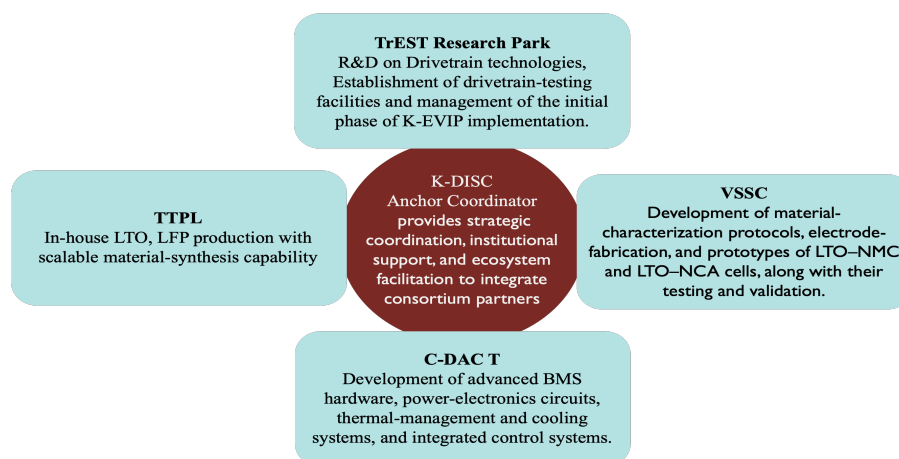 TrEST Research Park
R&D on Drivetrain technologies,
Establishment of drivetrain-testing
facilities and management of the initial
phase of K-EVIP implementation.
K-DISC
Anchor Coordinator
provides strategic
coordination, institutional
support, and ecosystem
facilitation to integrate
consortium partners
TTPL
In-house LTO, LFP production with
scalable material-synthesis capability
VSSC
Development of material-
characterization protocols, electrode-
fabrication, and prototypes of LTO–NMC
and LTO–NCA cells, along with their
testing and validation.
C-DAC T
Development of advanced BMS
hardware, power-electronics circuits,
thermal-management and cooling
systems, and integrated control systems.